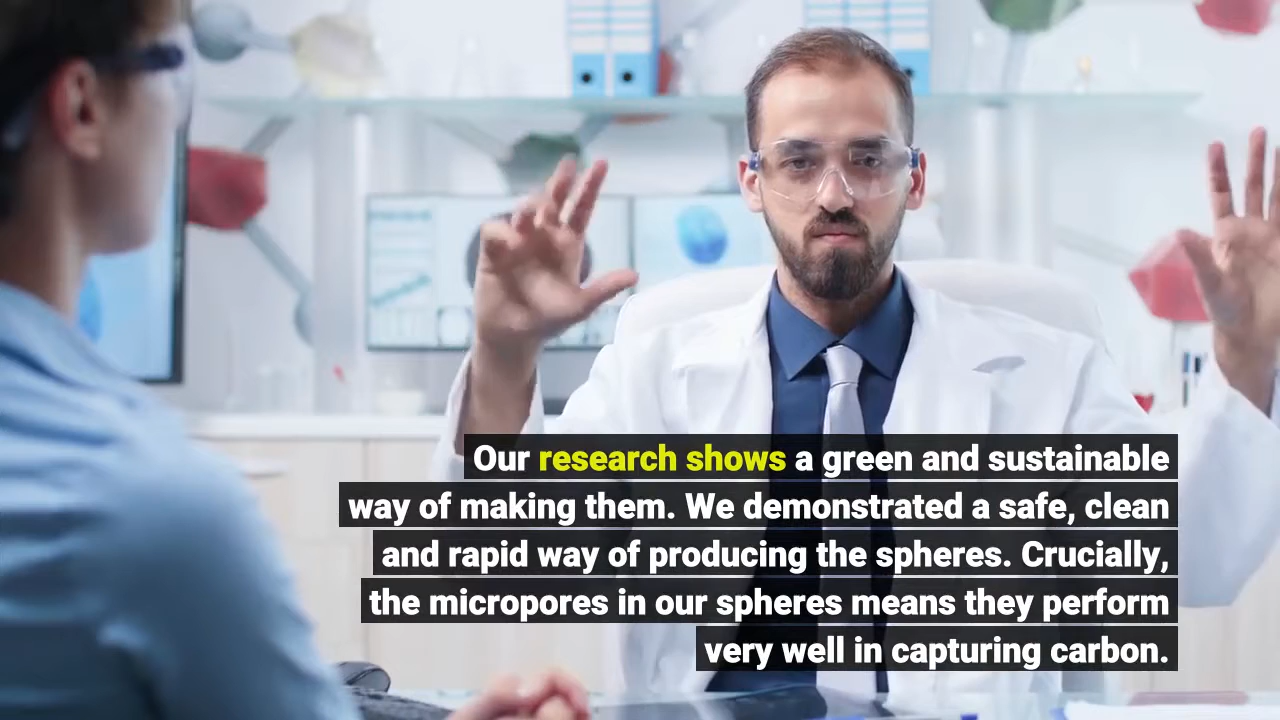 Our research shows a green and sustainable
way of making them. We demonstrated a safe, clean
and rapid way of producing the spheres. Crucially,
the micropores in our spheres means they perform
very well in capturing carbon.